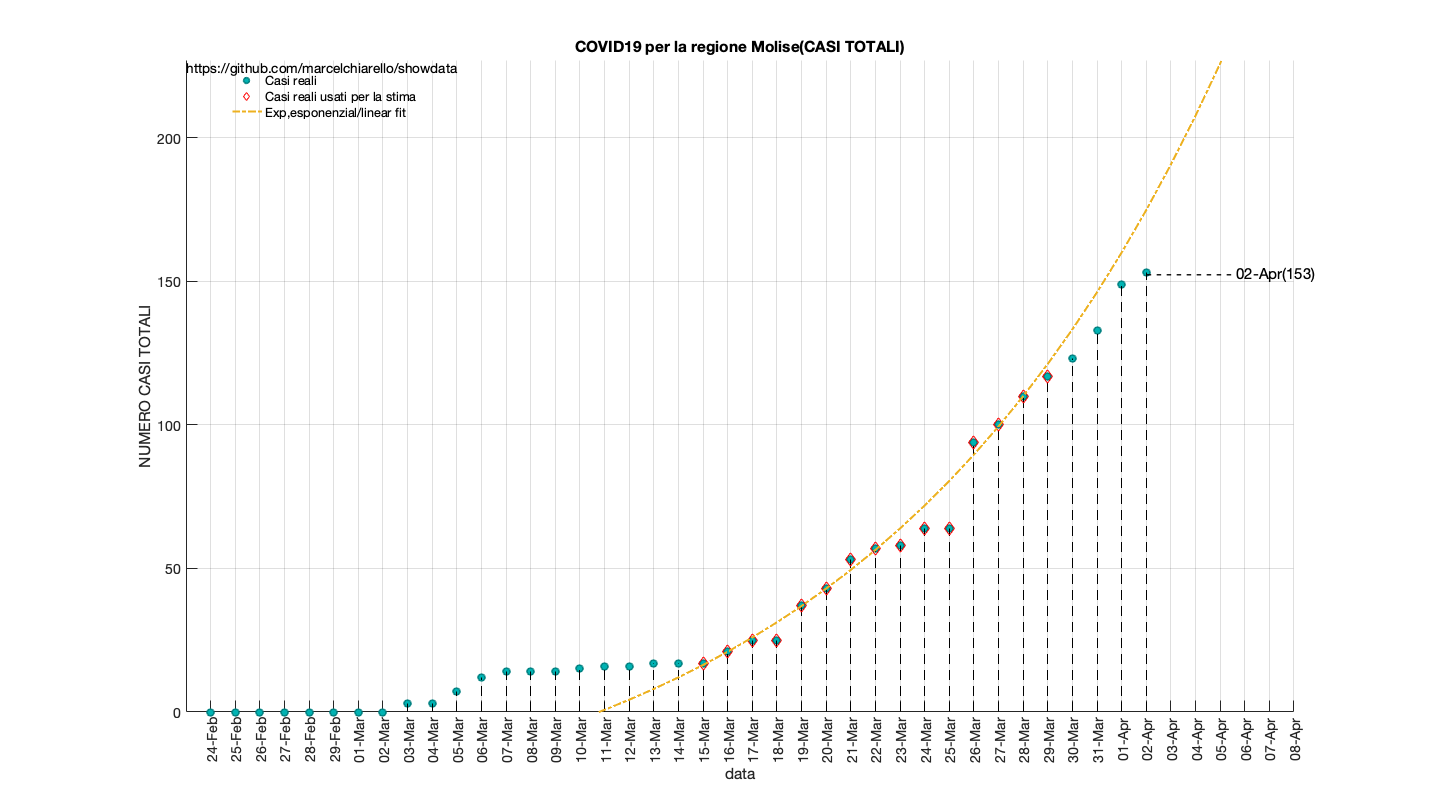 COVID19 per la regione Molise(CASI TOTALI)
https://github.com/marcelchiarello/showdata
Casi reali
Casi reali usati per la stima
Exp,esponenzial/linear fit
NUMERO CASI TOTALI
200
150
100
50
0
02-Apr(153)
24-Feb
25-Feb
26-Feb
27-Feb
28-Feb
29-Feb
01-Mar
02-Mar
03-Mar
04-Mar
05-Mar
06-Mar
07-Mar
08-Mar
09-Mar
10-Mar
11-Mar
12-Mar
13-Mar
14-Mar
15-Mar
16-Mar
17-Mar
18-Mar
19-Mar
20-Mar
21-Mar
22-Mar
23-Mar
24-Mar
25-Mar
26-Mar
27-Mar
28-Mar
29-Mar
30-Mar
31-Mar
01-Apr
02-Apr
03-Apr
04-Apr
05-Apr
06-Apr
07-Apr
08-Apr
data